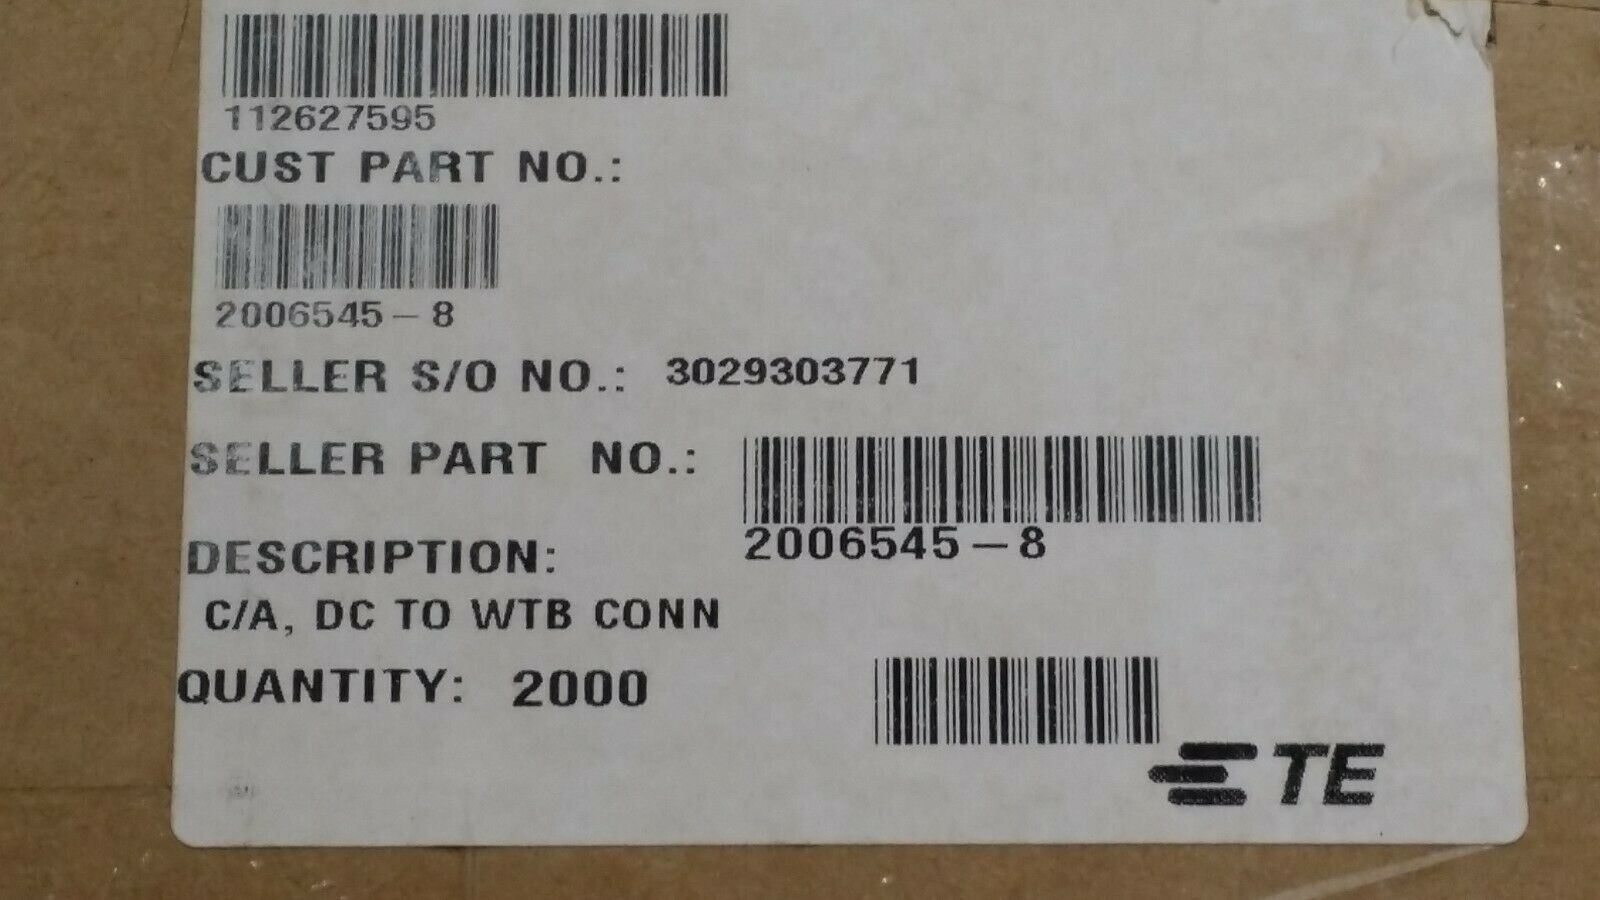 112627595
CUST PART NO.:
2006545-8
SELLER S/O NO.: 3029303771
SELLER PART NO.:
2006545-8
DESCRIPTION:
C/A, DC TO WTB CONN
QUANTITY: 2000
TE